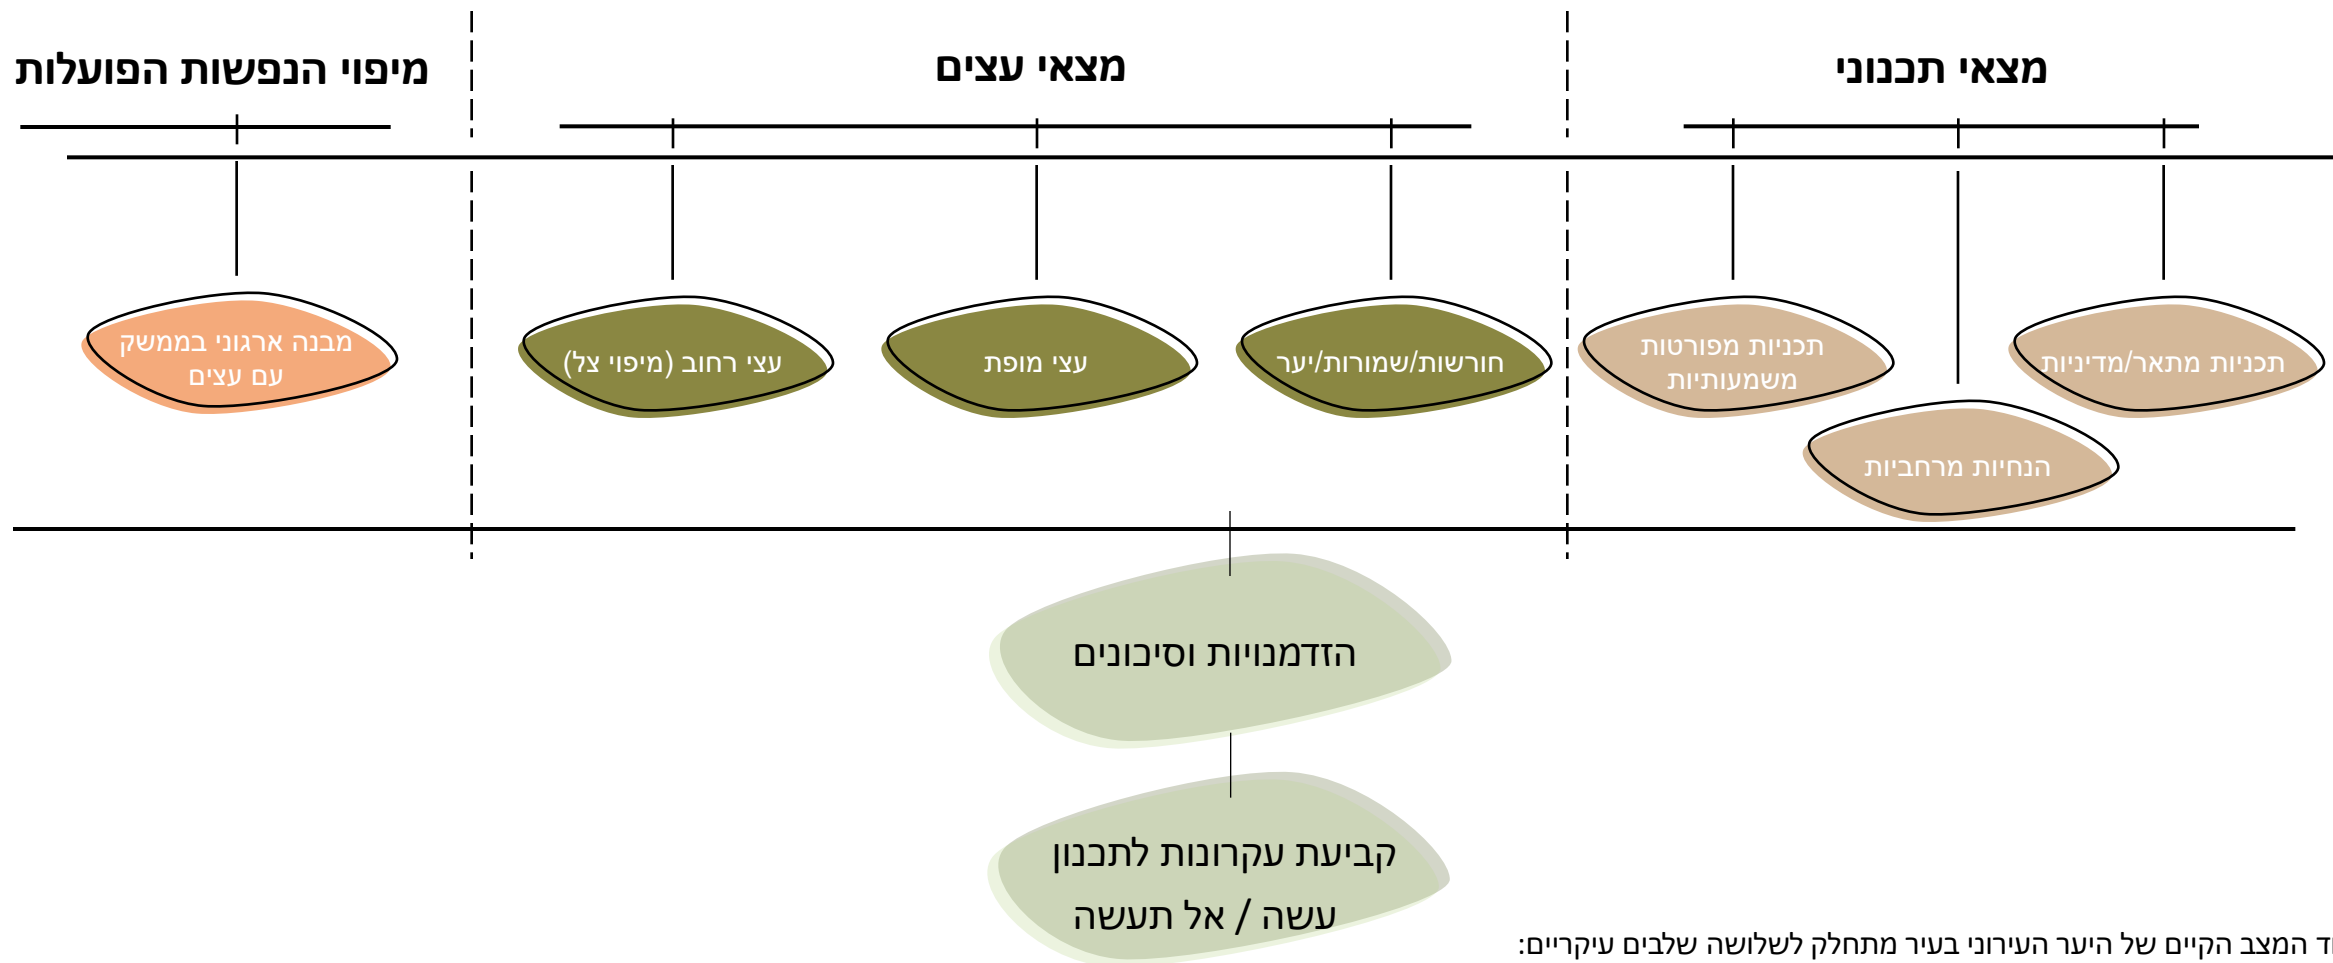 מצאי תכנוני
מצאי עצים
מיפוי הנפשות הפועלות
תכניות מתאר/מדיניות
הנחיות מרחביות
תכניות מפורטות
משמעותיות
חורשות/שמורות/יער
עצי מופת
עצי רחוב (מיפוי צל)
מבנה ארגוני בממשק
עם עצים
הזדמנויות וסיכונים
קביעת עקרונות לתכנון
עשה / אל תעשה
המצב הקיים של היער העירוני בעיר מתחלק לשלושה שלבים עיקריים: